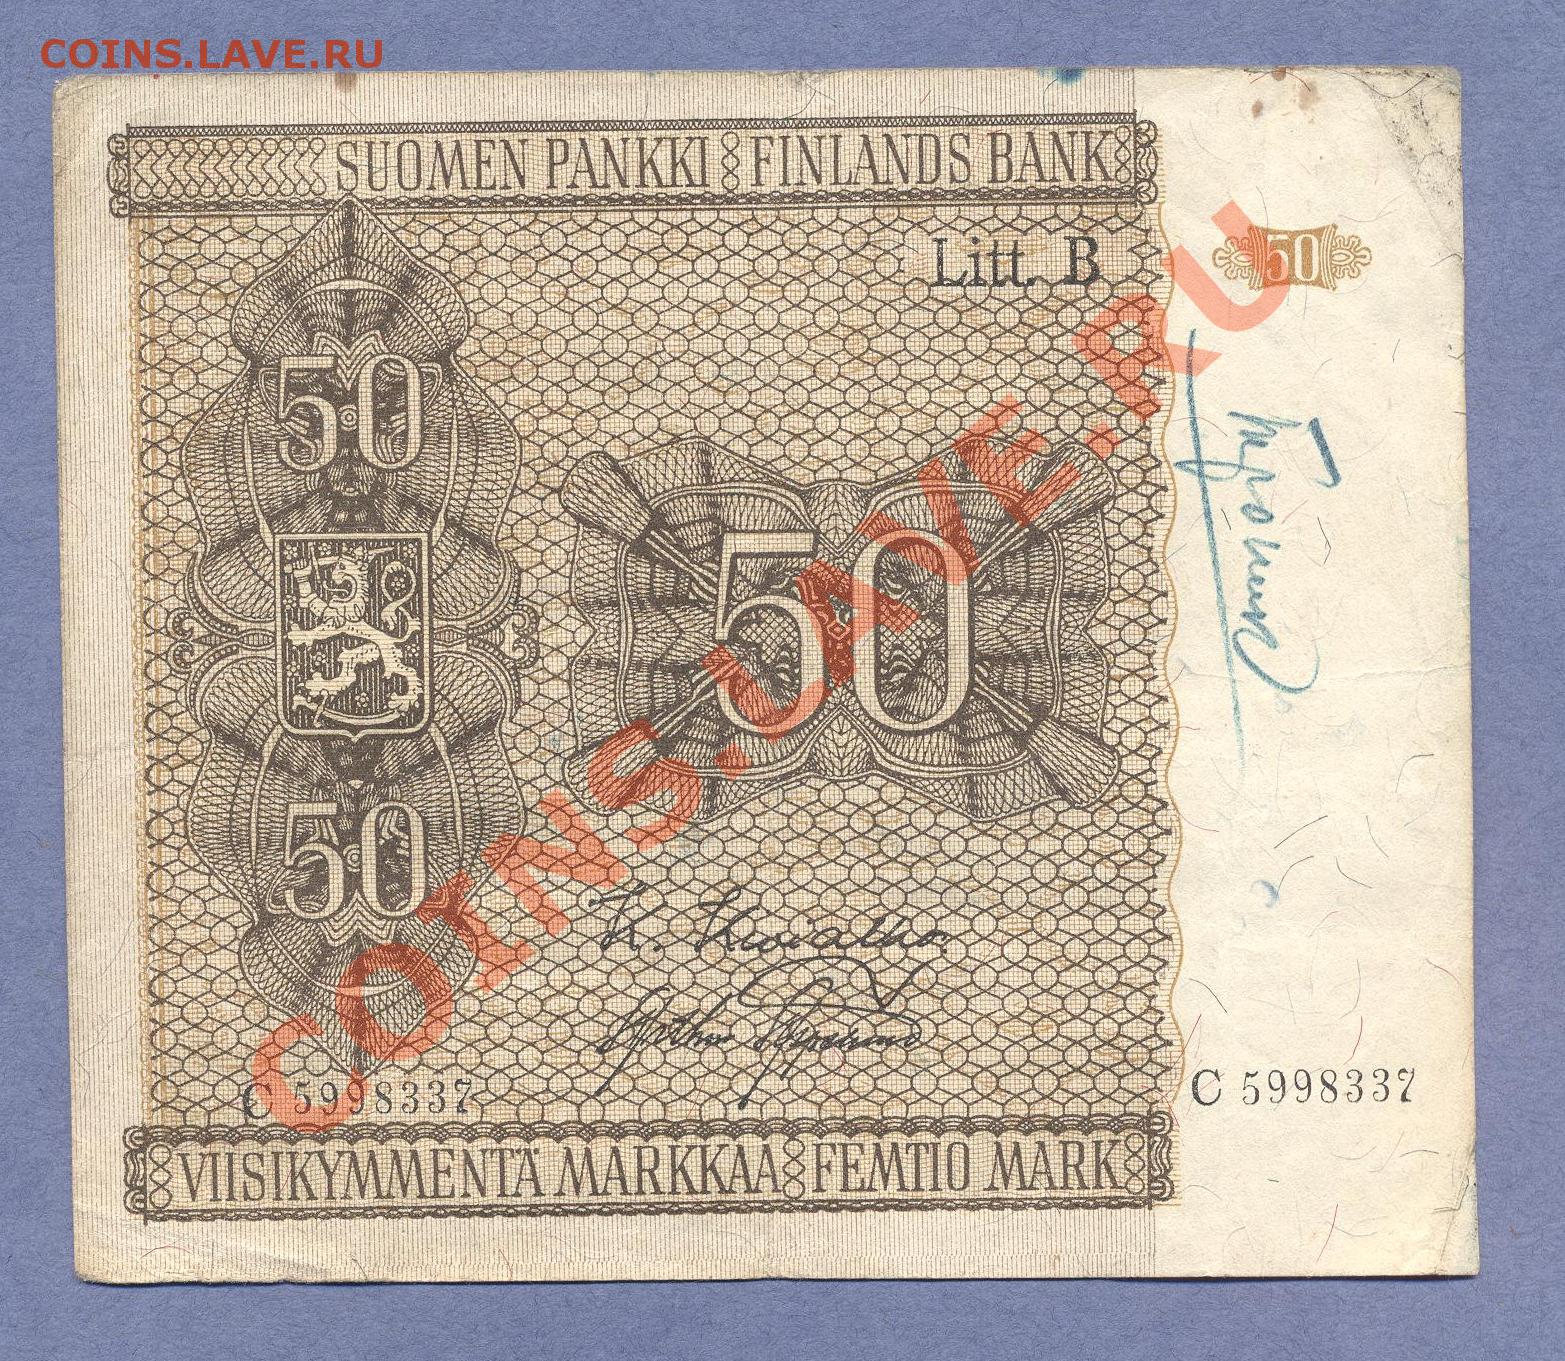 COINS.LAVE.RU
SUOMEN PANKKI FINLANDS BANK
Litt. B
50
50
50
50
COINS.LAVE.RU
C 5998337
C 5998337
VIISIKYMMENTÄ MARKKAA FEMTIO MARK